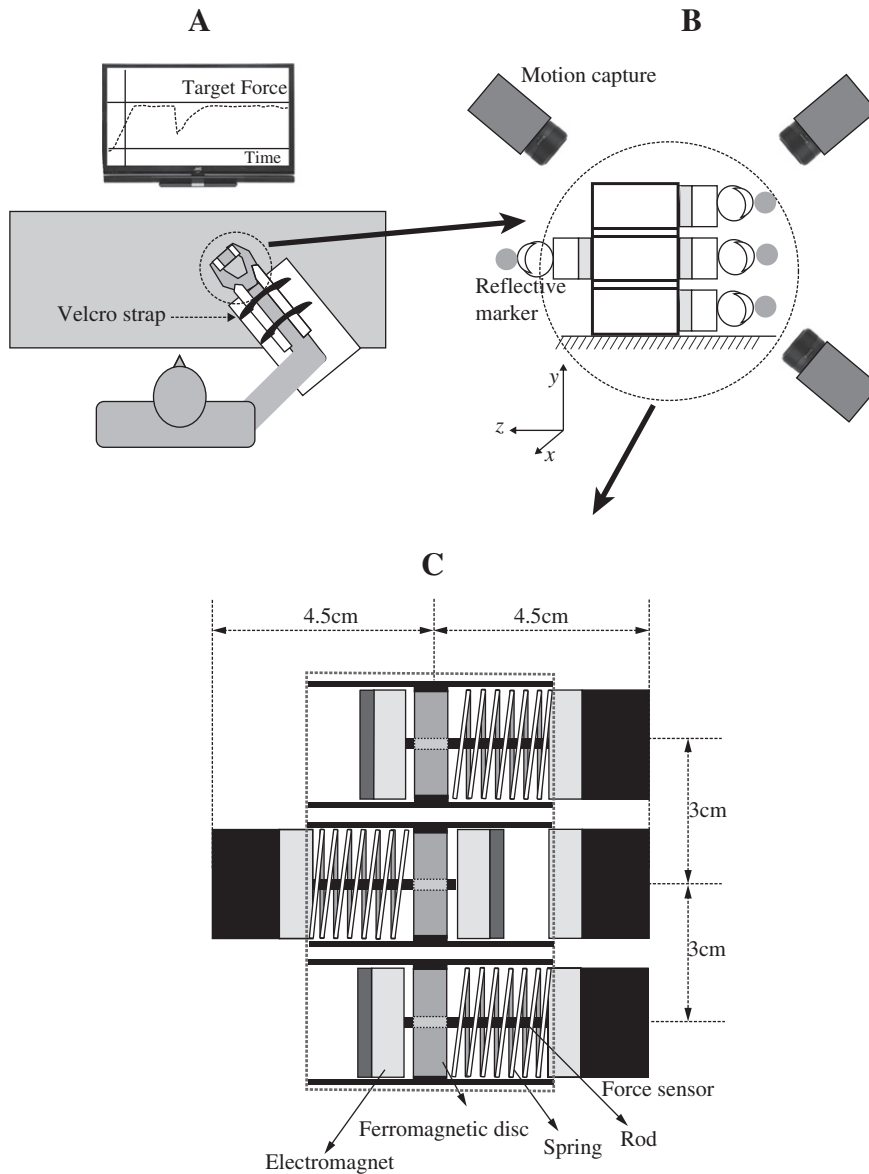 A
Target Force
Time
Velcro strap
B
Motion capture
Reflective
marker
y
z
x
C
4.5cm
4.5cm
3cm
3cm
Force sensor
Ferromagnetic disc
Rod
Spring
Electromagnet